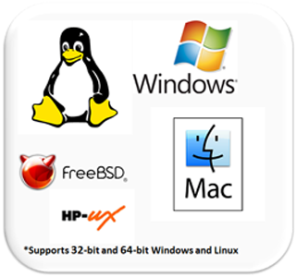 Windows®
Mac
FreeBSD®
HP-UX
*Supports 32-bit and 64-bit Windows and Linux